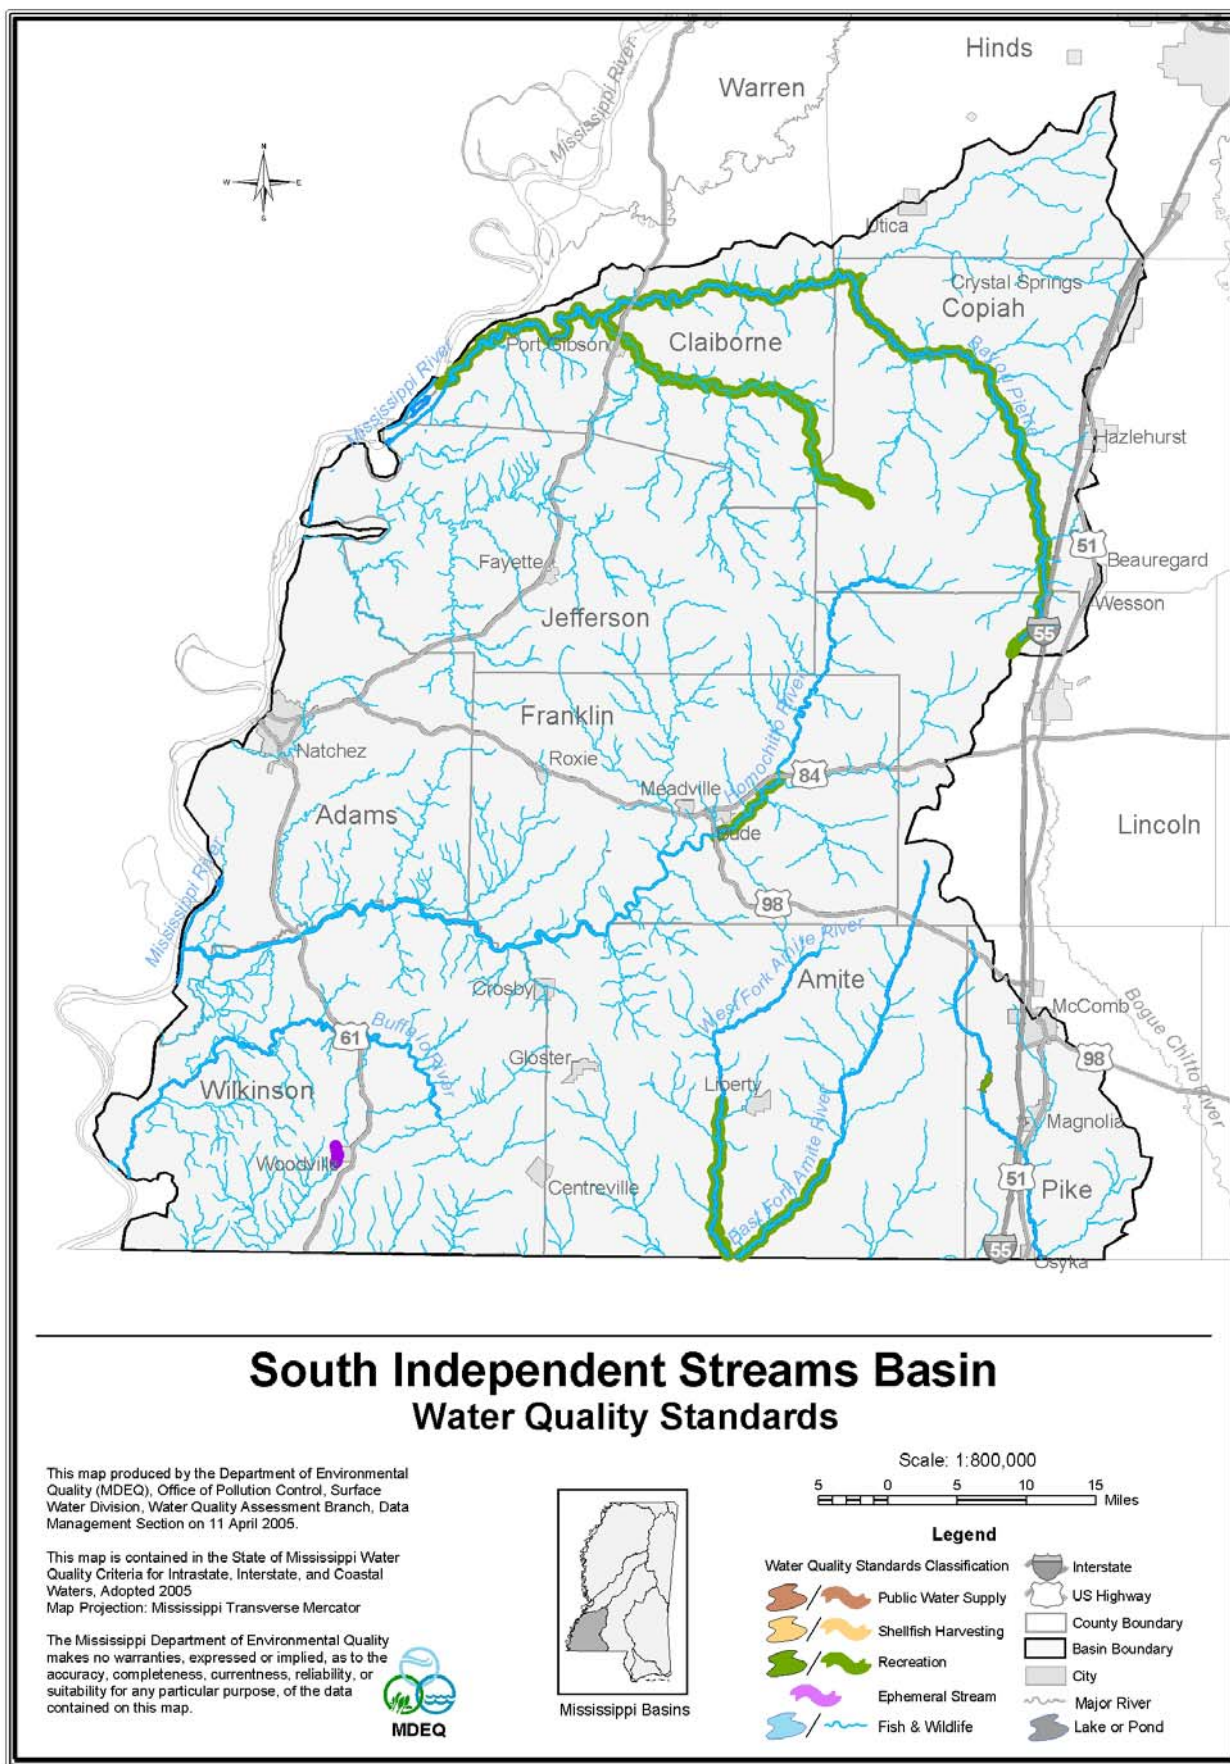 Hinds
Warren
Mississippi River
N
W
E
S
Utica
Crystal Springs
Copiah
Claiborne
Port Gibson
Mississippi River
Bayou Pierre
Hazlehurst
51
Beauregard
Fayette
Wesson
Jefferson
55
Franklin
Homochitto River
Natchez
Roxie
84
Meadville
Adams
Bude
Lincoln
Mississippi River
98
West Fork Amite River
Amite
Crosby
McComb
Bogue Chitto River
61
Buffalo River
Gloster
98
Wilkinson
Liberty
East Fork Amite River
Magnolia
Woodville
51
Pike
Centreville
55
Osyka
South Independent Streams Basin
Water Quality Standards
This map produced by the Department of Environmental
Quality (MDEQ), Office of Pollution Control, Surface
Water Division, Water Quality Assessment Branch, Data
Management Section on 11 April 2005.
This map is contained in the State of Mississippi Water
Quality Criteria for Intrastate, Interstate, and Coastal
Waters, Adopted 2005
Map Projection: Mississippi Transverse Mercator
The Mississippi Department of Environmental Quality
makes no warranties, expressed or implied, as to the
accuracy, completeness, currentness, reliability, or
suitability for any particular purpose, of the data
contained on this map.
MDEQ
Mississippi Basins
Scale: 1:800,000
5 0 5 10 15
Miles
Legend
Water Quality Standards Classification
Public Water Supply
Shellfish Harvesting
Recreation
Ephemeral Stream
Fish & Wildlife
Interstate
US Highway
County Boundary
Basin Boundary
City
Major River
Lake or Pond